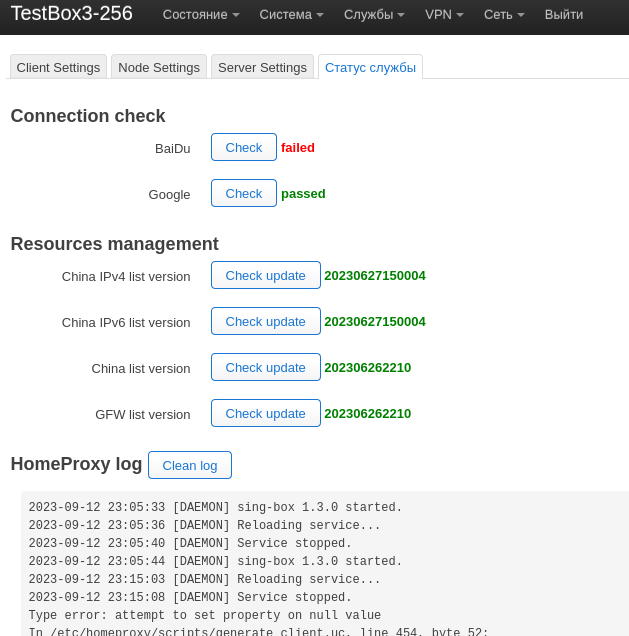 TestBox3-256 Состояние Система Службы VPN Сеть Выйти
Client Settings Node Settings Server Settings Статус службы
Connection check
BaiDu Check failed
Google Check passed
Resources management
China IPv4 list version Check update 20230627150004
China IPv6 list version Check update 20230627150004
China list version Check update 202306262210
GFW list version Check update 202306262210
HomeProxy log Clean log
2023-09-12 23:05:33 [DAEMON] sing-box 1.3.0 started.
2023-09-12 23:05:36 [DAEMON] Reloading service...
2023-09-12 23:05:40 [DAEMON] Service stopped.
2023-09-12 23:05:44 [DAEMON] sing-box 1.3.0 started.
2023-09-12 23:15:03 [DAEMON] Reloading service...
2023-09-12 23:15:08 [DAEMON] Service stopped.
Type error: attempt to set property on null value
In /etc/homeproxy/scripts/generate_client.uc, line 454, byte 52: